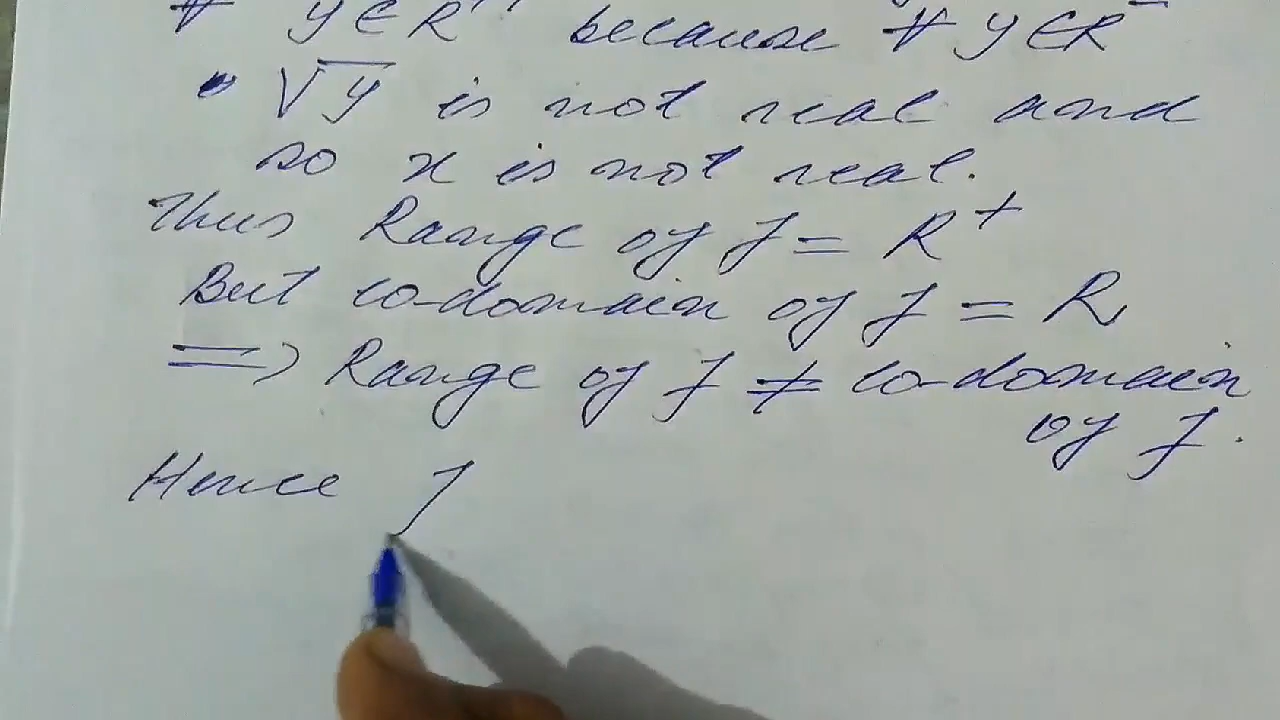 ∀ y ∈ R⁺ because ∀ y ∈ R⁻
√y is not real and
so x is not real.
Thus Range of f = R⁺
But co-domain of f = R
⟹ Range of f ≠ co-domain
of f.
Hence f